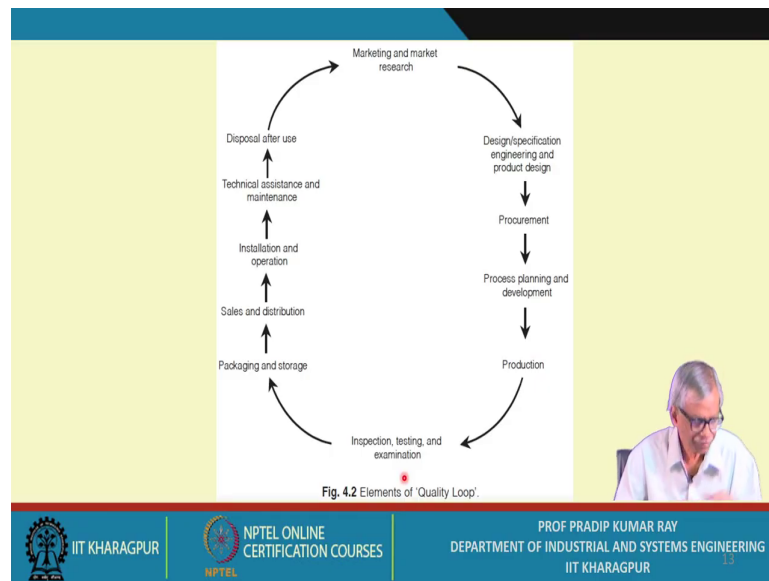 Marketing and market
research
Design/specification
engineering and
product design
Procurement
Process planning and
development
Production
Inspection, testing, and
examination
Packaging and storage
Sales and distribution
Installation and
operation
Technical assistance and
maintenance
Disposal after use
Fig. 4.2 Elements of 'Quality Loop'.
IIT KHARAGPUR
NPTEL
NPTEL ONLINE
CERTIFICATION COURSES
PROF PRADIP KUMAR RAY
DEPARTMENT OF INDUSTRIAL AND SYSTEMS ENGINEERING
IIT KHARAGPUR
13